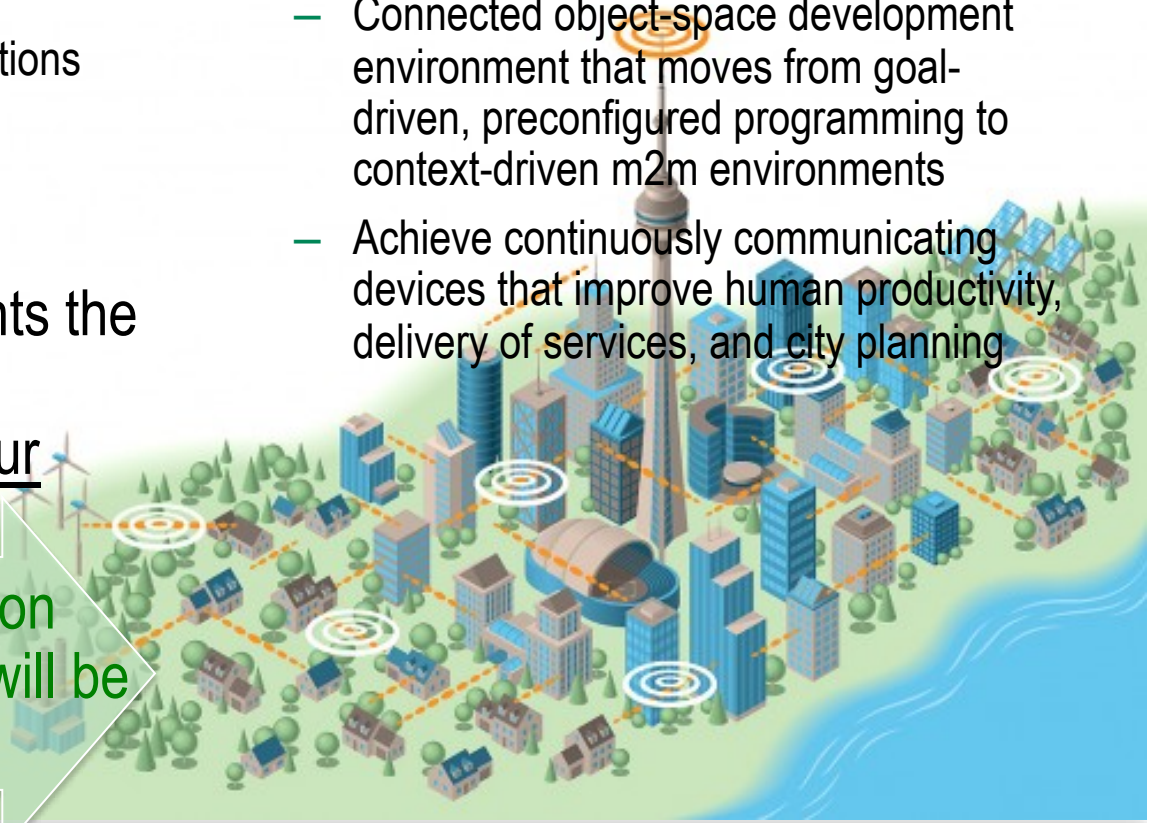 tions
nts the
ur
on
will be
– Connected object-space development
environment that moves from goal-
driven, preconfigured programming to
context-driven m2m environments
– Achieve continuously communicating
devices that improve human productivity,
delivery of services, and city planning